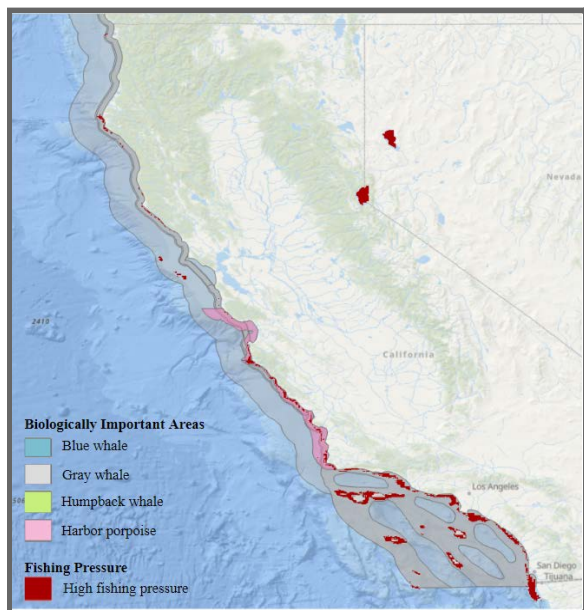 Nevada
2410
California
Biologically Important Areas
Blue whale
Gray whale
Humpback whale
Harbor porpoise
Los Angeles
Fishing Pressure
High fishing pressure
San Diego
Tijuana